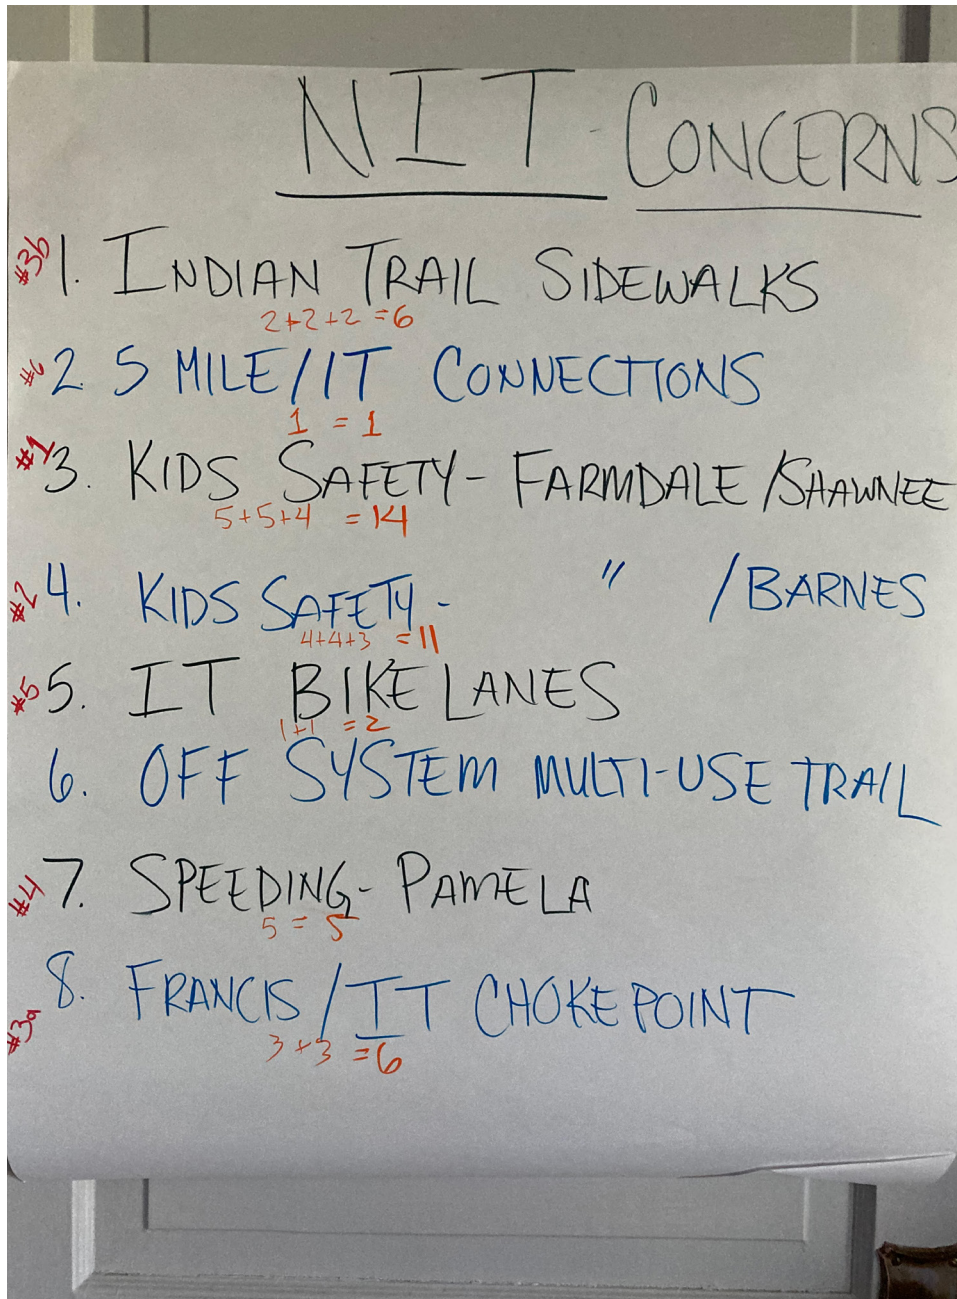 NIT - CONCERNS
#3b 1. INDIAN TRAIL SIDEWALKS
2+2+2 = 6
#6 2. 5 MILE/IT CONNECTIONS
1 = 1
#1 3. KIDS SAFETY - FARMDALE /SHAWNEE
5+5+4 = 14
#2 4. KIDS SAFETY - " /BARNES
4+4+3 = 11
#5 5. IT BIKE LANES
1+1 = 2
6. OFF SYSTEM MULTI-USE TRAIL
#4 7. SPEEDING - PAMELA
5 = 5
#3a 8. FRANCIS/IT CHOKE POINT
3+3 = 6